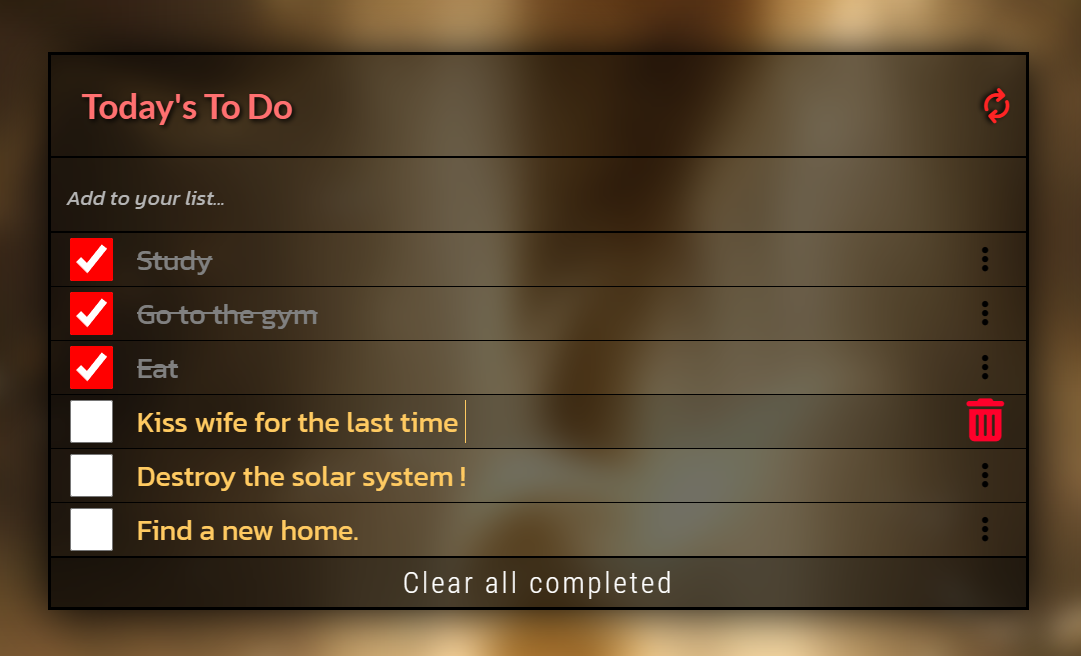 Today's To Do
Add to your list...
Study
Go to the gym
Eat
Kiss wife for the last time
Destroy the solar system !
Find a new home.
Clear all completed